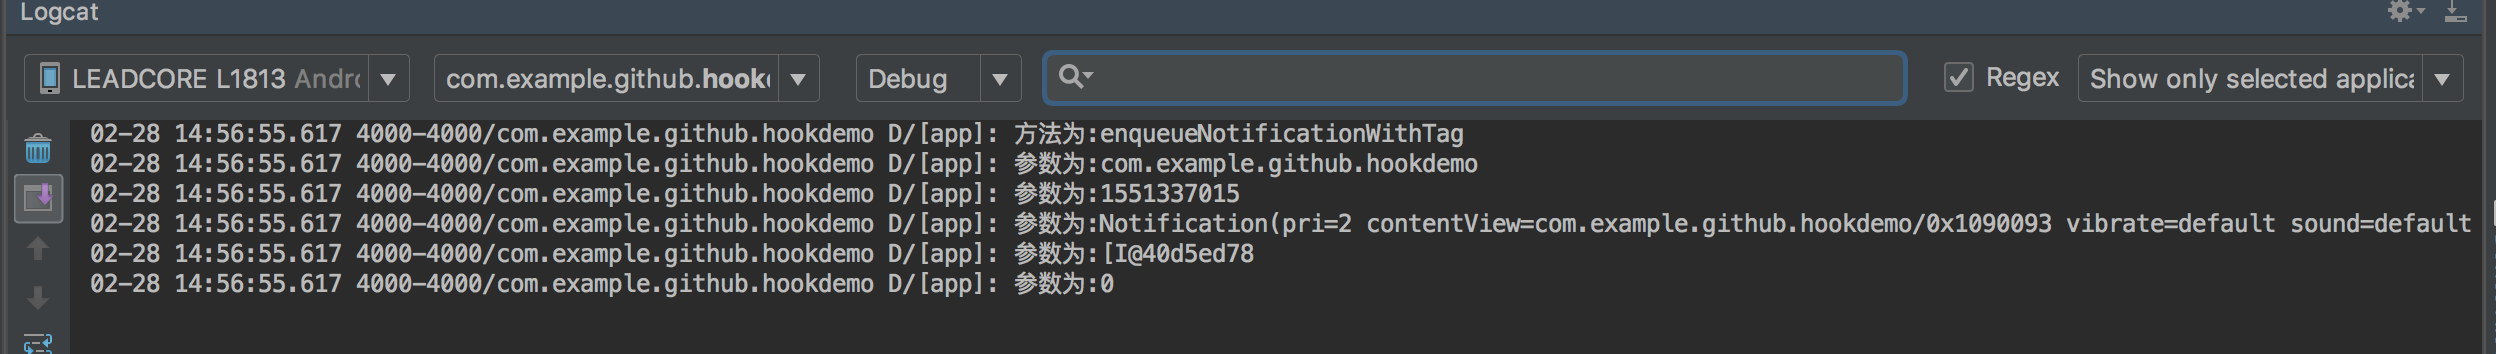 Logcat
LEADCORE L1813 Andro
com.example.github.hook
Debug
Regex
Show only selected applica
02-28 14:56:55.617 4000-4000/com.example.github.hookdemo D/[app]: 方法为:enqueueNotificationWithTag
02-28 14:56:55.617 4000-4000/com.example.github.hookdemo D/[app]: 参数为:com.example.github.hookdemo
02-28 14:56:55.617 4000-4000/com.example.github.hookdemo D/[app]: 参数为:1551337015
02-28 14:56:55.617 4000-4000/com.example.github.hookdemo D/[app]: 参数为:Notification(pri=2 contentView=com.example.github.hookdemo/0x1090093 vibrate=default sound=default
02-28 14:56:55.617 4000-4000/com.example.github.hookdemo D/[app]: 参数为:[I@40d5ed78
02-28 14:56:55.617 4000-4000/com.example.github.hookdemo D/[app]: 参数为:0